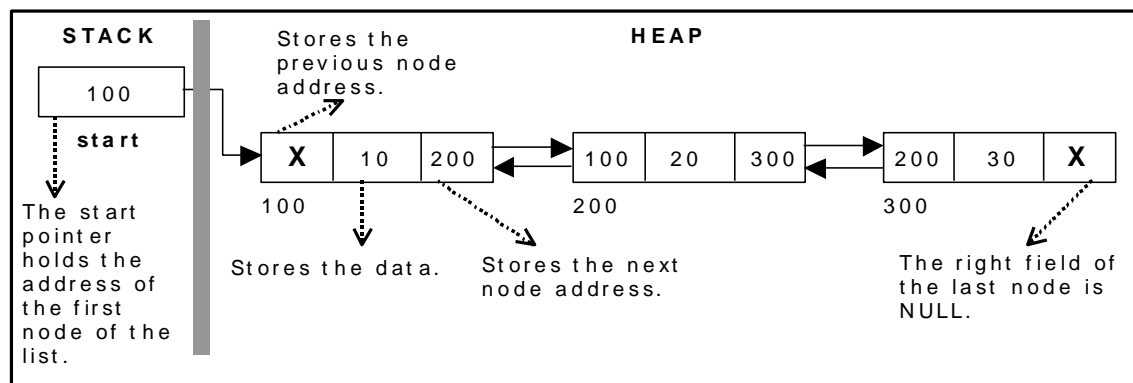 STACK
HEAP
Stores the
previous node
address.
100
start
X 10 200
100 20 300
200 30 X
100
200
300
The start
pointer
holds the
address of
the first
node of the
list.
Stores the data.
Stores the next
node address.
The right field of
the last node is
NULL.